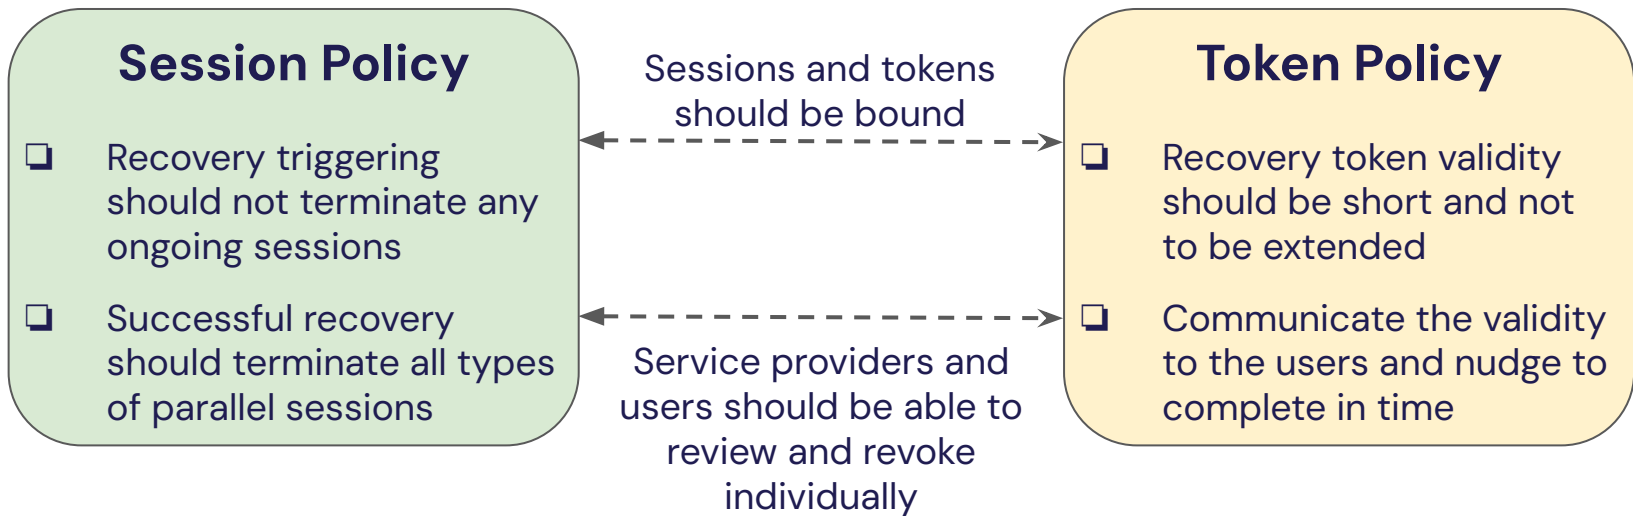 Session Policy
❏ Recovery triggering
should not terminate any
ongoing sessions
❏ Successful recovery
should terminate all types
of parallel sessions
Sessions and tokens
should be bound
Service providers and
users should be able to
review and revoke
individually
Token Policy
❏ Recovery token validity
should be short and not
to be extended
❏ Communicate the validity
to the users and nudge to
complete in time